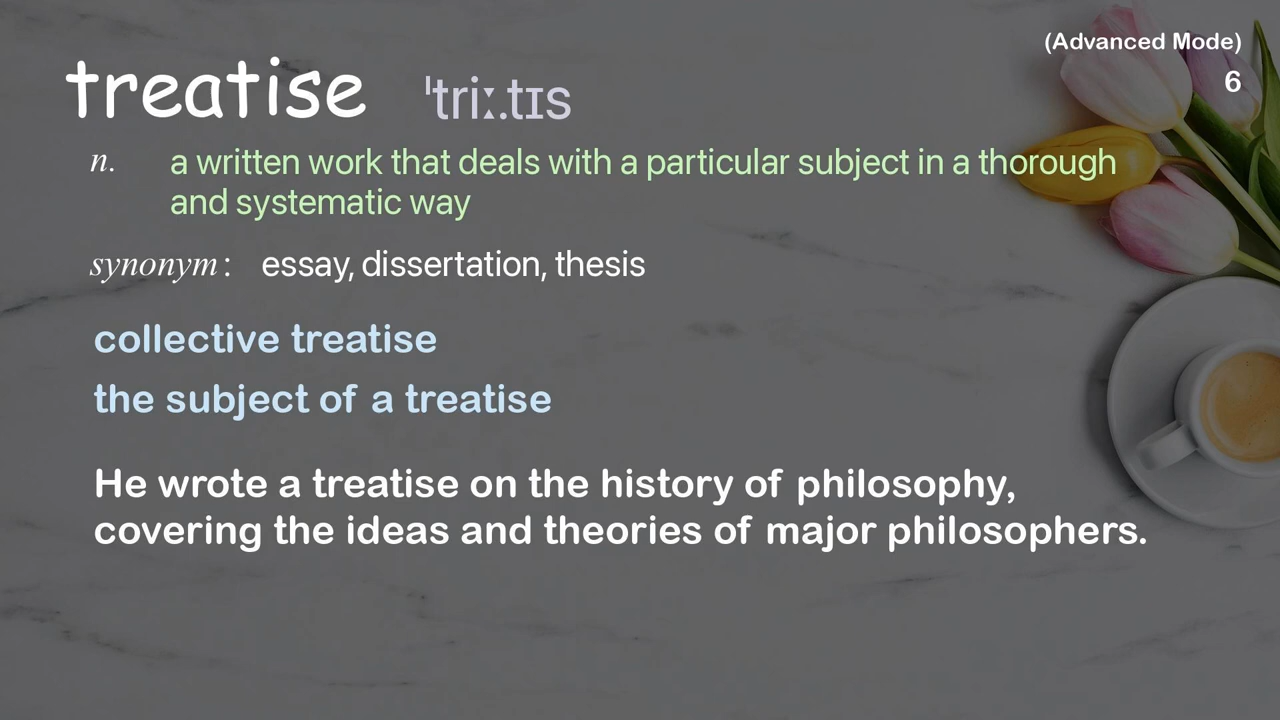 (Advanced Mode)
6
treatise ˈtriː.tɪs
n. a written work that deals with a particular subject in a thorough
and systematic way
synonym: essay, dissertation, thesis
collective treatise
the subject of a treatise
He wrote a treatise on the history of philosophy,
covering the ideas and theories of major philosophers.